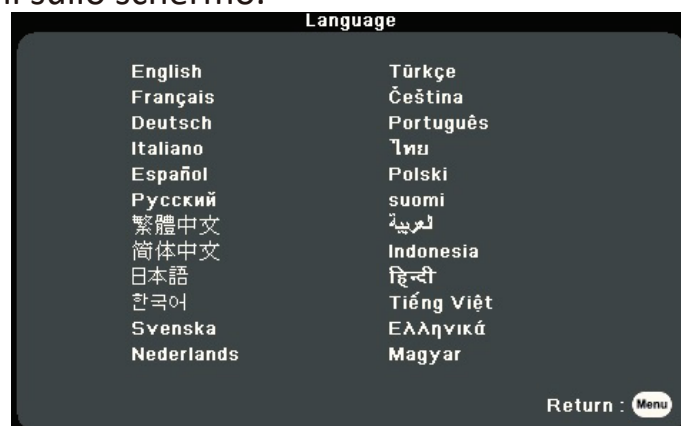 sullo schermo.
Language
English
Français
Deutsch
Italiano
Español
Русский
繁體中文
简体中文
日本語
한국어
Svenska
Nederlands
Türkçe
Čeština
Português
ไทย
Polski
suomi
العربية
Indonesia
हिन्दी
Tiếng Việt
Ελληνικά
Magyar
Return : Menu